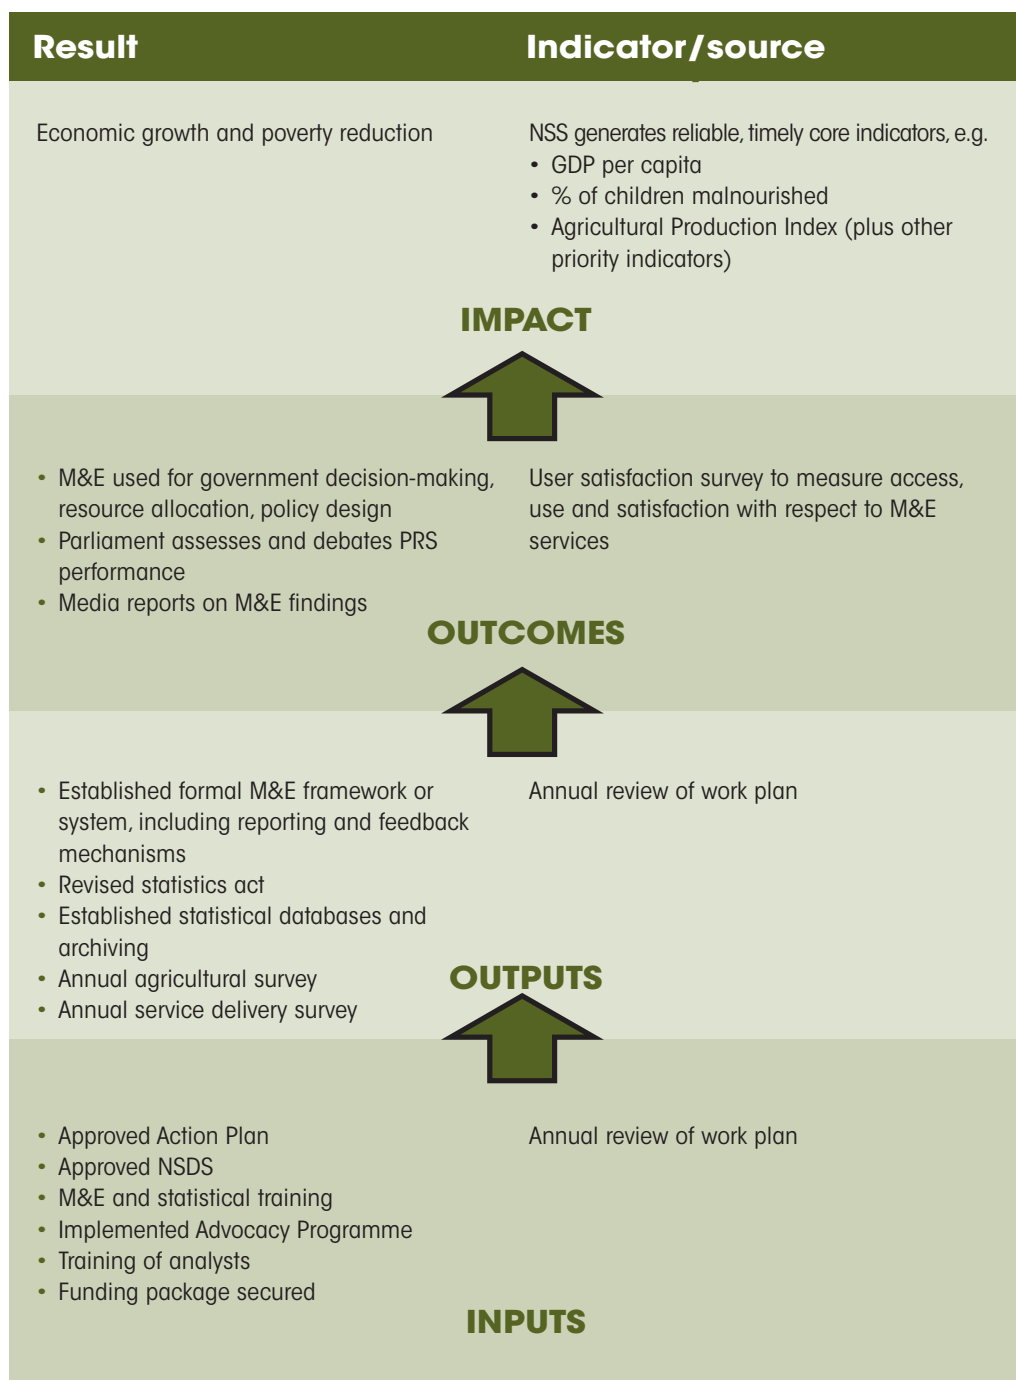 Result
Indicator/source
Economic growth and poverty reduction
NSS generates reliable, timely core indicators, e.g.
• GDP per capita
• % of children malnourished
• Agricultural Production Index (plus other
priority indicators)
IMPACT
• M&E used for government decision-making,
resource allocation, policy design
• Parliament assesses and debates PRS
performance
• Media reports on M&E findings
User satisfaction survey to measure access,
use and satisfaction with respect to M&E
services
OUTCOMES
• Established formal M&E framework or
system, including reporting and feedback
mechanisms
• Revised statistics act
• Established statistical databases and
archiving
• Annual agricultural survey
• Annual service delivery survey
Annual review of work plan
OUTPUTS
• Approved Action Plan
• Approved NSDS
• M&E and statistical training
• Implemented Advocacy Programme
• Training of analysts
• Funding package secured
Annual review of work plan
INPUTS